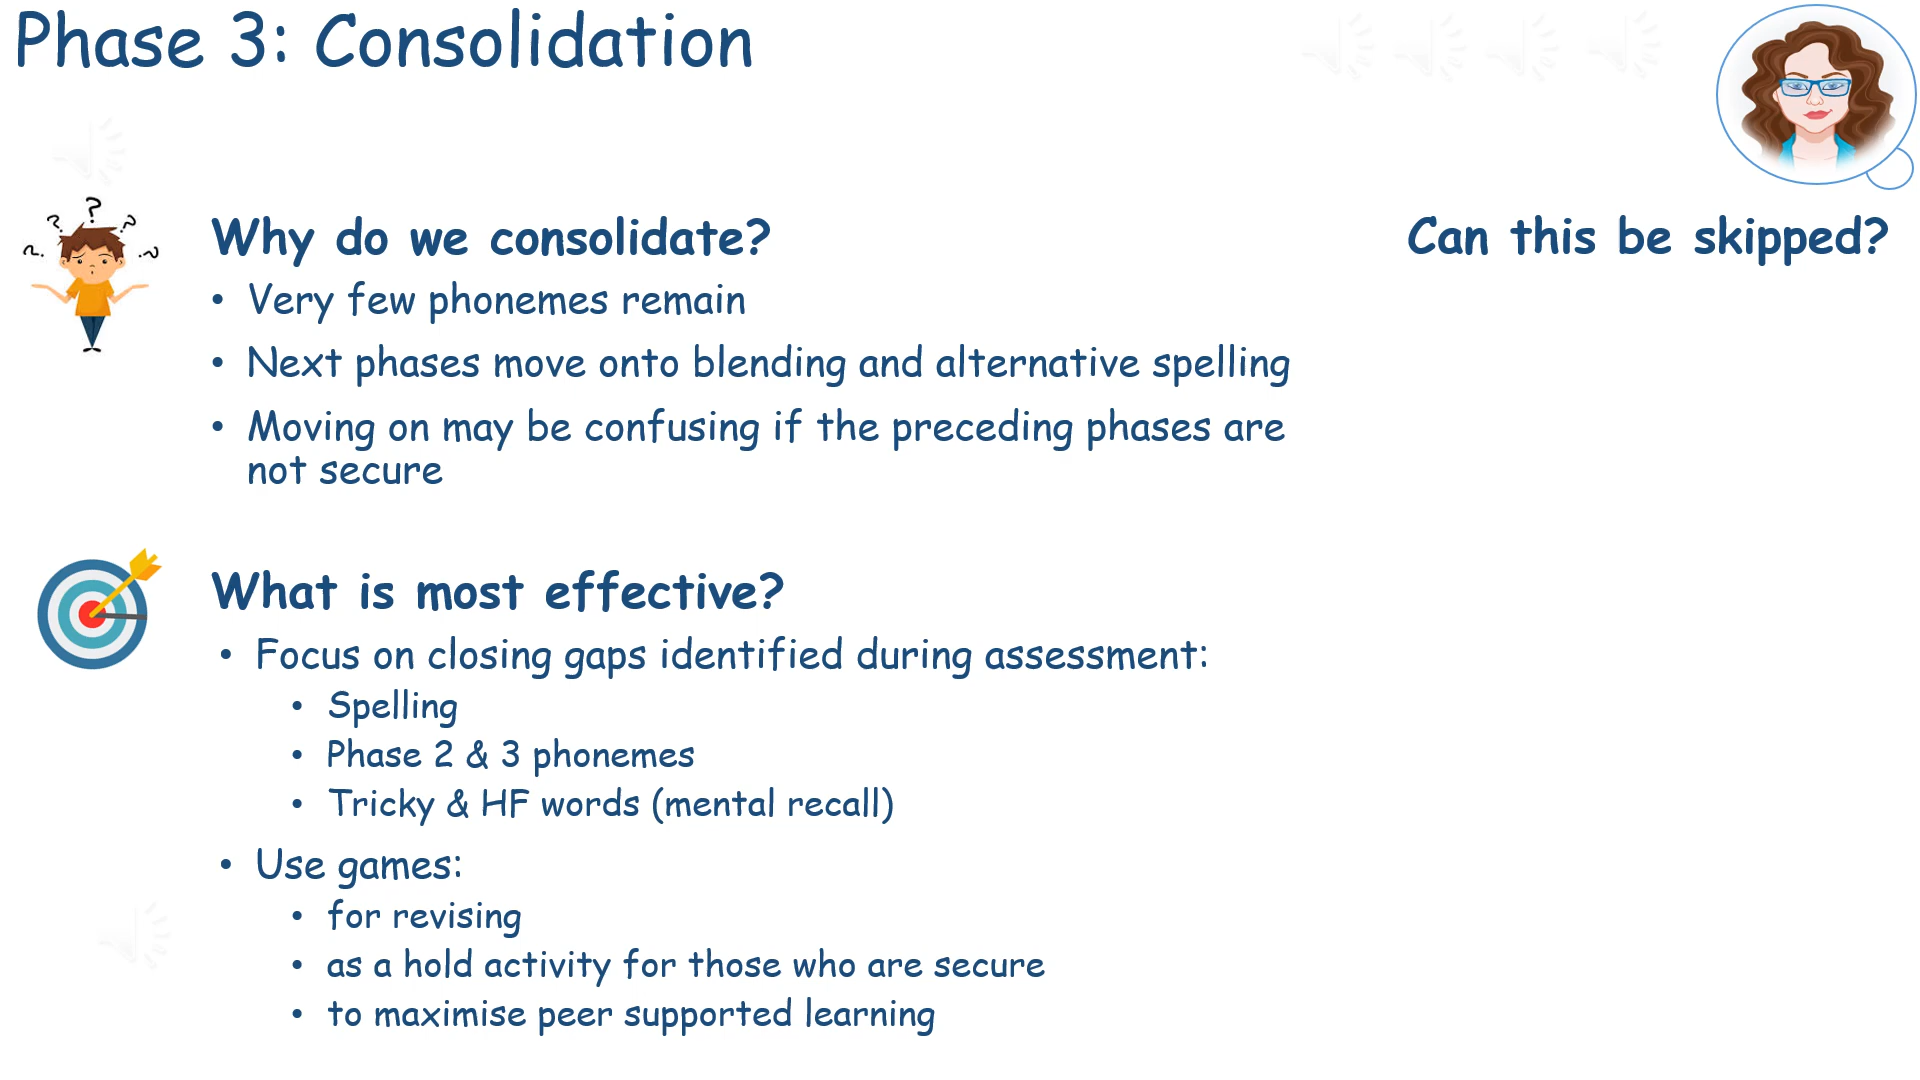 Phase 3: Consolidation
Why do we consolidate?
• Very few phonemes remain
• Next phases move onto blending and alternative spelling
• Moving on may be confusing if the preceding phases are
not secure
Can this be skipped?
What is most effective?
• Focus on closing gaps identified during assessment:
• Spelling
• Phase 2 & 3 phonemes
• Tricky & HF words (mental recall)
• Use games:
• for revising
• as a hold activity for those who are secure
• to maximise peer supported learning